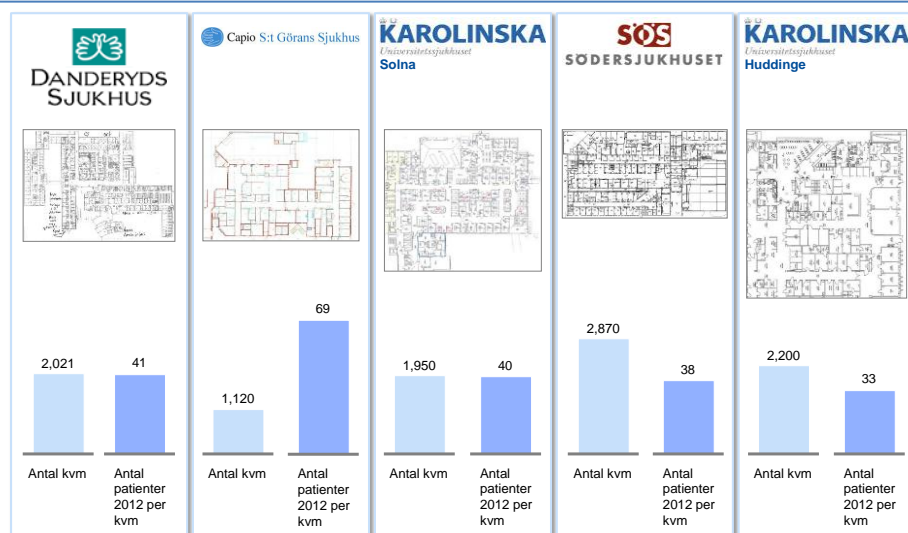 DANDERYDS
SJUKHUS
2,021
41
Antal kvm
Antal
patienter
2012 per
kvm
Capio S:t Görans Sjukhus
1,120
69
Antal kvm
Antal
patienter
2012 per
kvm
KAROLINSKA
Universitetssjukhuset
Solna
1,950
40
Antal kvm
Antal
patienter
2012 per
kvm
SÖS
SÖDERSJUKHUSET
2,870
38
Antal kvm
Antal
patienter
2012 per
kvm
KAROLINSKA
Universitetssjukhuset
Huddinge
2,200
33
Antal kvm
Antal
patienter
2012 per
kvm